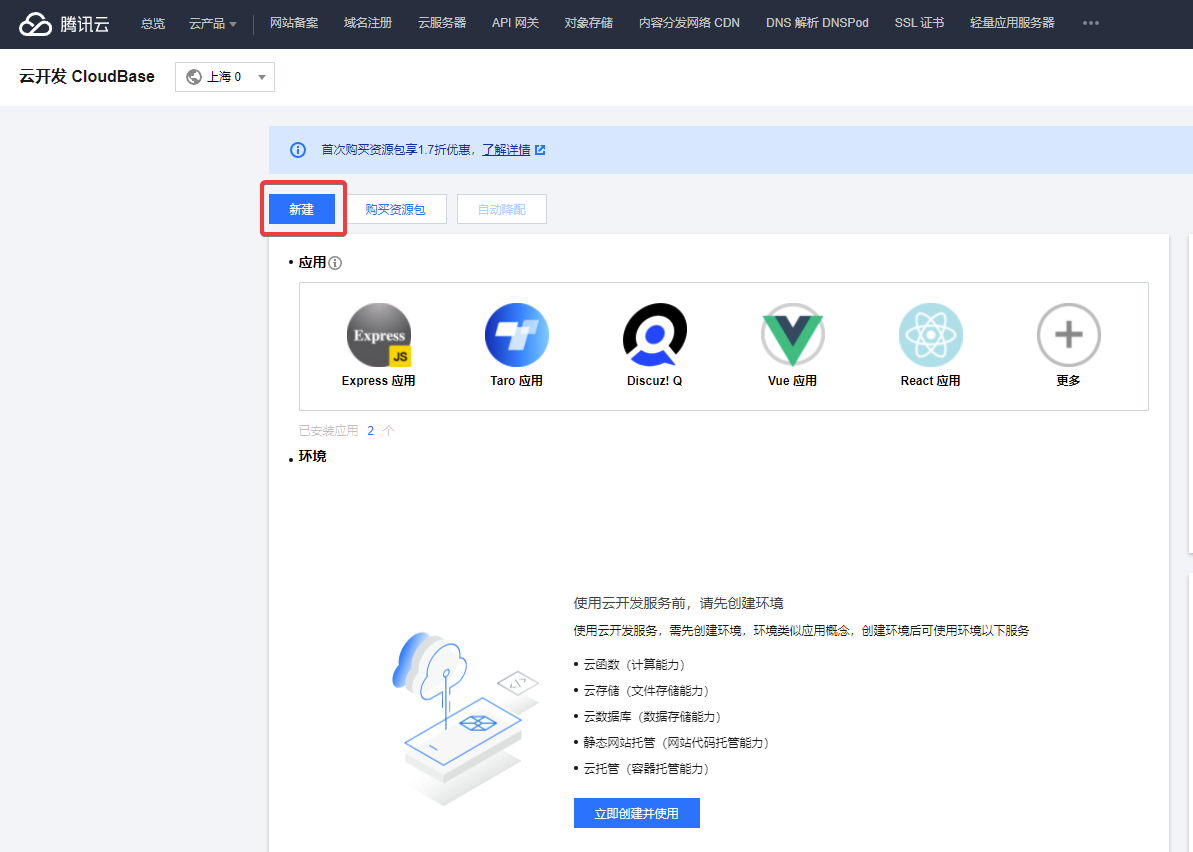 腾讯云 总览 云产品 网站备案 域名注册 云服务器 API 网关 对象存储 内容分发网络 CDN DNS 解析 DNSPod SSL 证书 轻量应用服务器 •••
云开发 CloudBase 上海 0
首次购买资源包享1.7折优惠，了解详情
新建 购买资源包 自动降配
• 应用
Express
JS
Express 应用 Taro 应用 Discuz! Q Vue 应用 React 应用 更多
已安装应用 2 个
• 环境
使用云开发服务前，请先创建环境
使用云开发服务，需先创建环境，环境类似应用概念，创建环境后可使用环境以下服务
• 云函数（计算能力）
• 云存储（文件存储能力）
• 云数据库（数据存储能力）
• 静态网站托管（网站代码托管能力）
• 云托管（容器托管能力）
</>
立即创建并使用